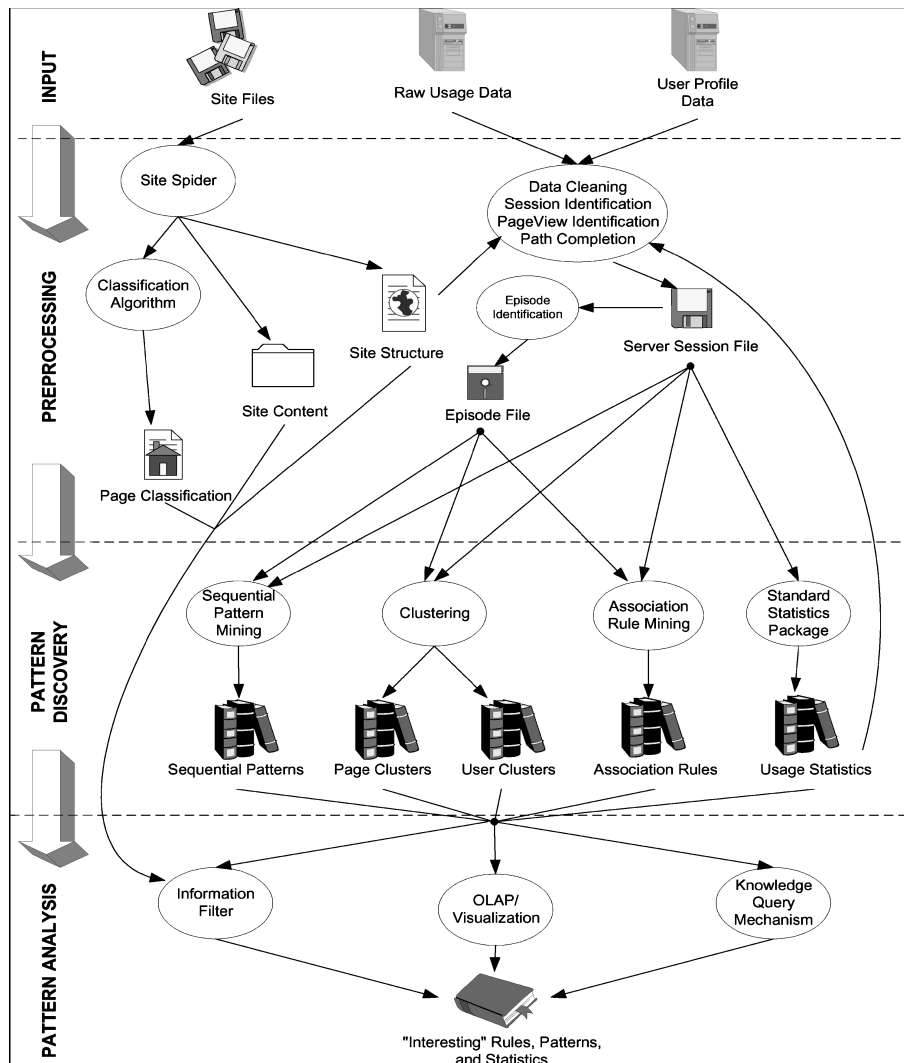 INPUT
Site Files
Raw Usage Data
User Profile
Data
PREPROCESSING
Site Spider
Data Cleaning
Session Identification
PageView Identification
Path Completion
Classification
Algorithm
Episode
Identification
Site Structure
Server Session File
Site Content
Episode File
Page Classification
PATTERN
DISCOVERY
Sequential
Pattern
Mining
Clustering
Association
Rule Mining
Standard
Statistics
Package
Sequential Patterns
Page Clusters
User Clusters
Association Rules
Usage Statistics
PATTERN ANALYSIS
Information
Filter
OLAP/
Visualization
Knowledge
Query
Mechanism
"Interesting" Rules, Patterns,
and Statistics